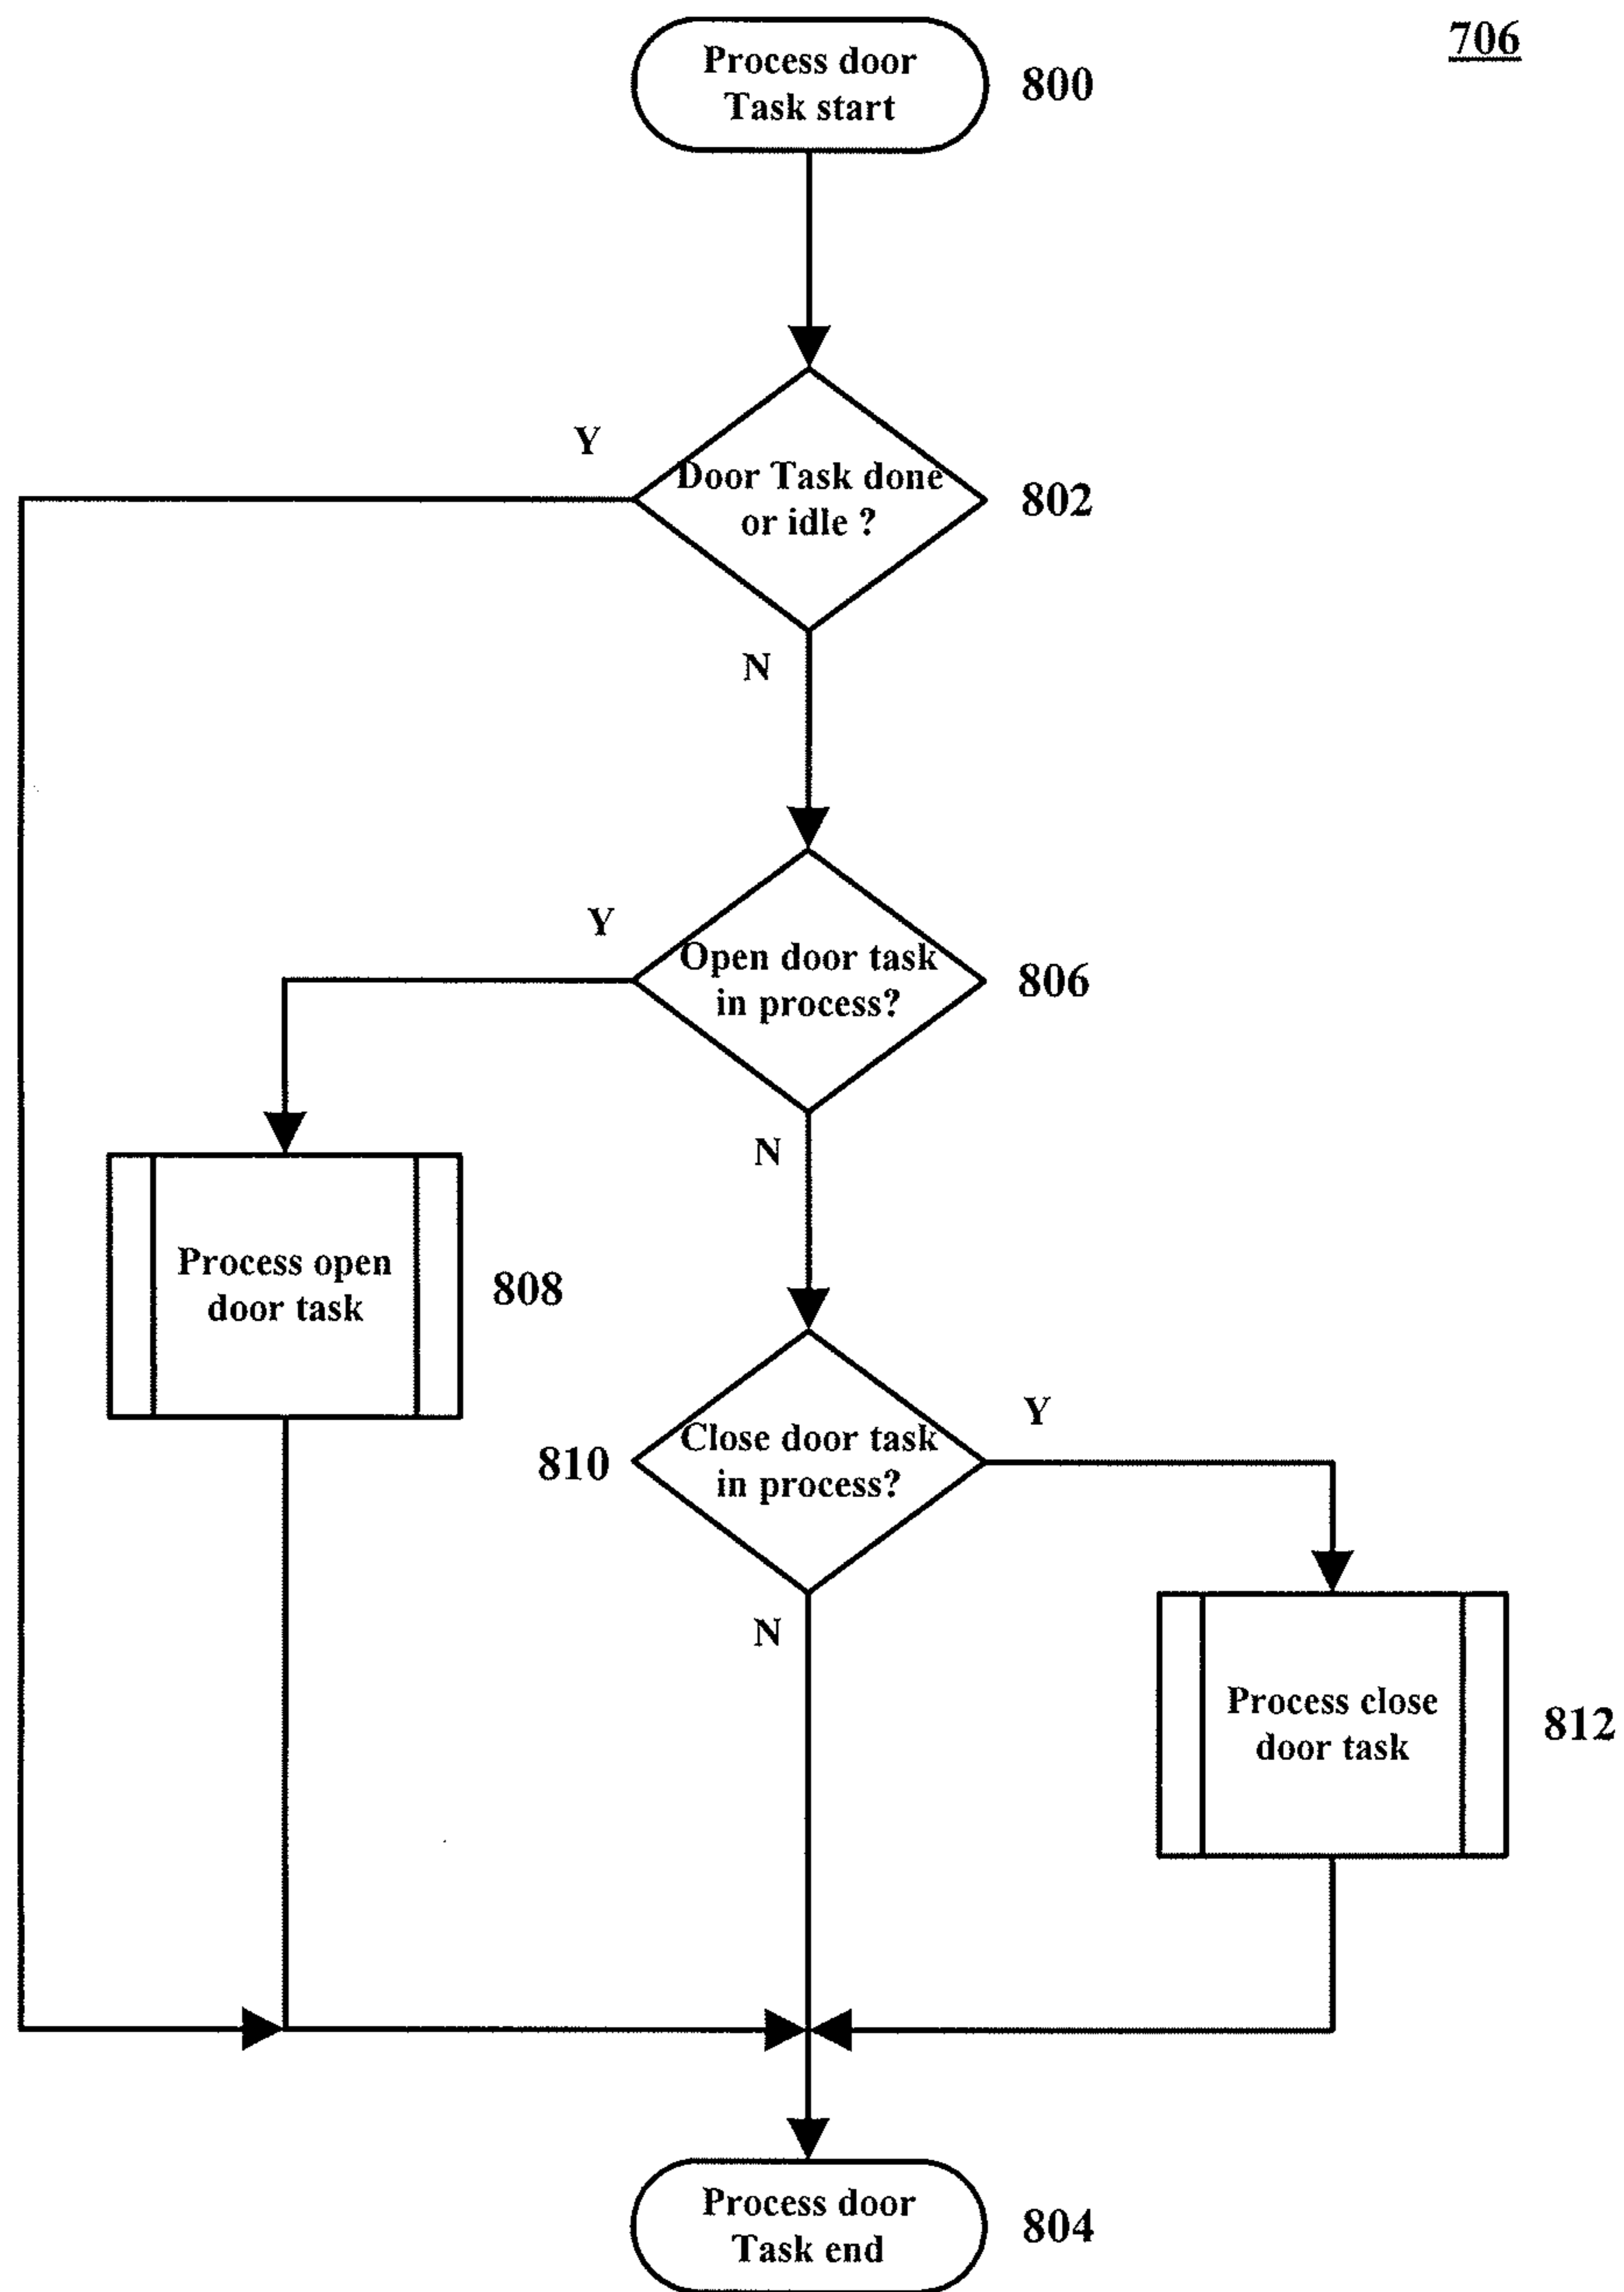 706
Process door
Task start
800
Y
Door Task done
or idle ?
802
N
Y
Open door task
in process?
806
N
Process open
door task
808
Y
810
Close door task
in process?
N
Process close
door task
812
Process door
Task end
804